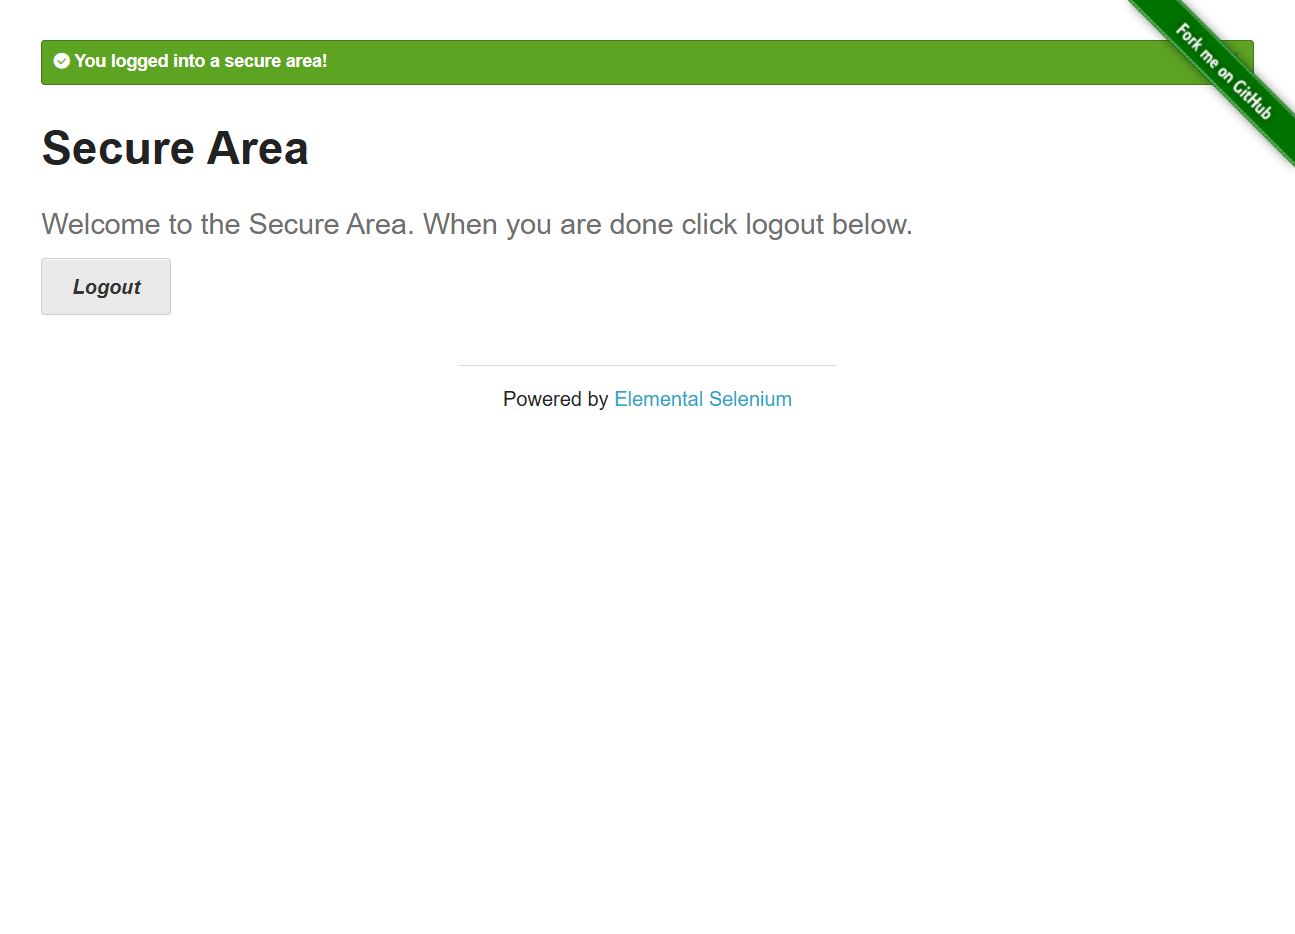 You logged into a secure area!
Fork me on GitHub
Secure Area
Welcome to the Secure Area. When you are done click logout below.
Logout
Powered by Elemental Selenium